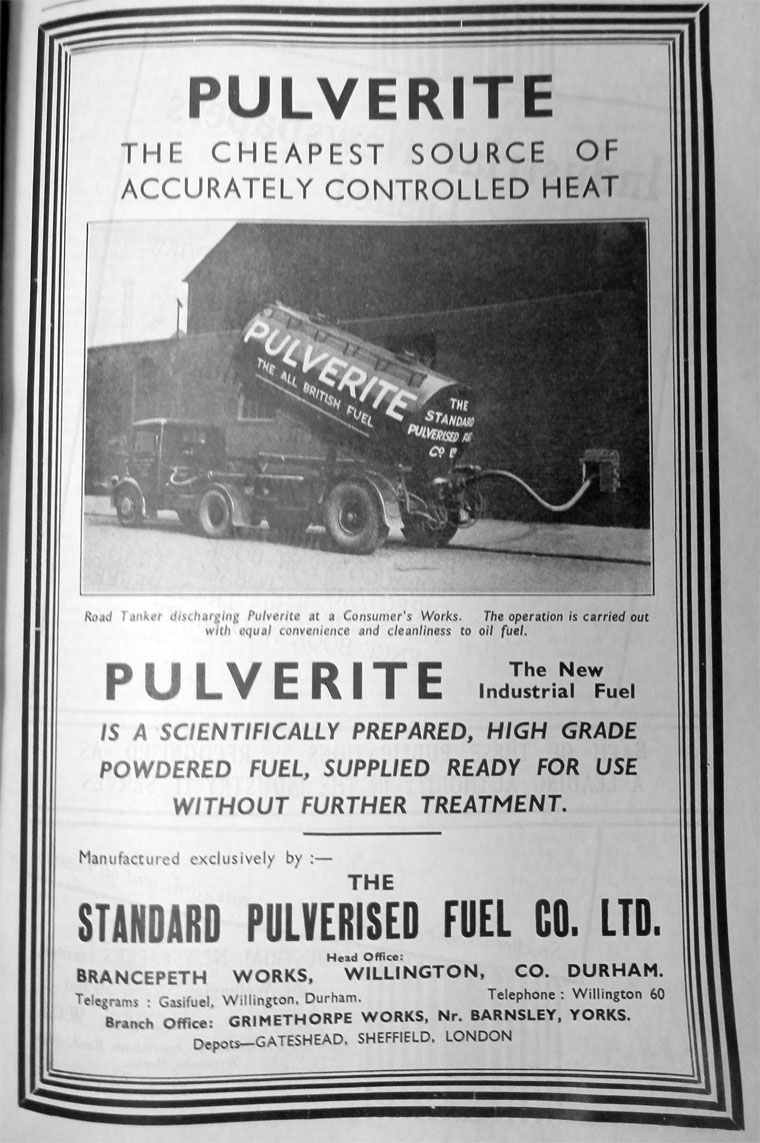 PULVERITE
THE CHEAPEST SOURCE OF
ACCURATELY CONTROLLED HEAT
PULVERITE
THE ALL BRITISH FUEL
THE
STANDARD
PULVERISED
Cº
Road Tanker discharging Pulverite at a Consumer's Works. The operation is carried out
with equal convenience and cleanliness to oil fuel.
PULVERITE
The New
Industrial Fuel
IS A SCIENTIFICALLY PREPARED, HIGH GRADE
POWDERED FUEL, SUPPLIED READY FOR USE
WITHOUT FURTHER TREATMENT.
Manufactured exclusively by :—
THE
STANDARD PULVERISED FUEL CO. LTD.
Head Office:
BRANCEPETH WORKS, WILLINGTON, CO. DURHAM.
Telegrams : Gasifuel, Willington, Durham. Telephone : Willington 60
Branch Office: GRIMETHORPE WORKS, Nr. BARNSLEY, YORKS.
Depots—GATESHEAD, SHEFFIELD, LONDON